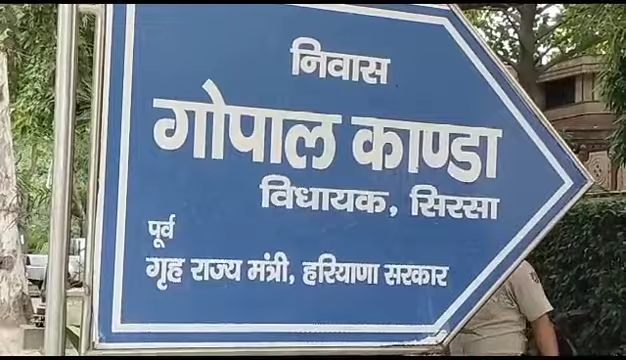 निवास
गोपाल काण्डा
विधायक, सिरसा
पूर्व
गृह राज्य मंत्री, हरियाणा सरकार